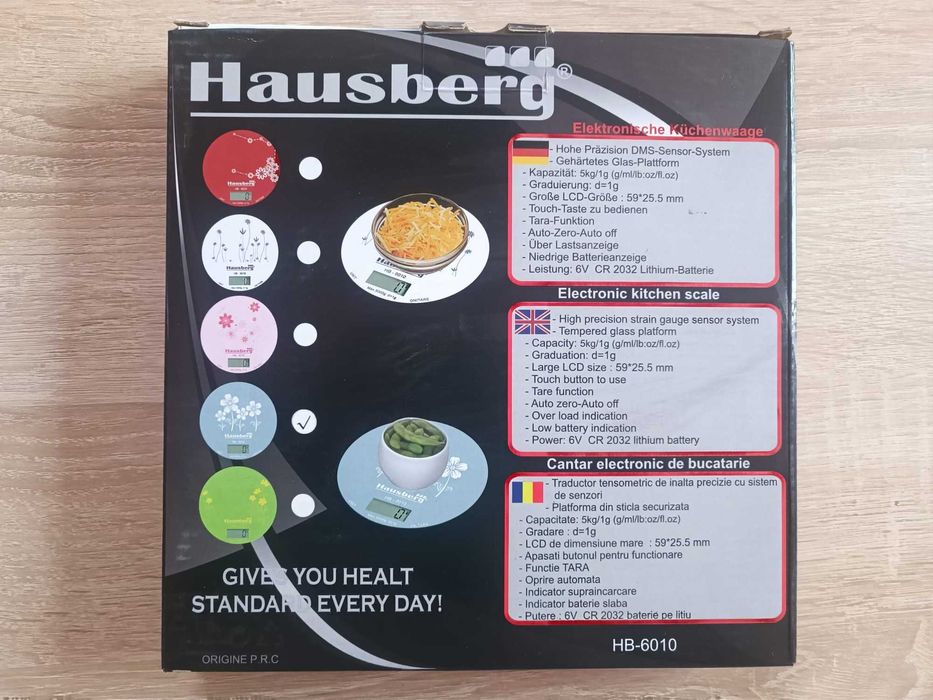 Hausberg®
Hausberg
Hausberg
Hausberg
Hausberg
Hausberg
HB-6010
Hausberg
Elektronische Küchenwaage
- Hohe Präzision DMS-Sensor-System
- Gehärtetes Glas-Plattform
- Kapazität: 5kg/1g (g/ml/lb:oz/fl.oz)
- Graduierung: d=1g
- Große LCD-Größe : 59*25.5 mm
- Touch-Taste zu bedienen
- Tara-Funktion
- Auto-Zero-Auto off
- Über Lastsanzeige
- Niedrige Batterieanzeige
- Leistung: 6V CR 2032 Lithium-Batterie
Electronic kitchen scale
- High precision strain gauge sensor system
- Tempered glass platform
- Capacity: 5kg/1g (g/ml/lb:oz/fl.oz)
- Graduation: d=1g
- Large LCD size : 59*25.5 mm
- Touch button to use
- Tare function
- Auto zero-Auto off
- Over load indication
- Low battery indication
- Power: 6V CR 2032 lithium battery
Cantar electronic de bucatarie
- Traductor tensometric de inalta precizie cu sistem
de senzori
- Platforma din sticla securizata
- Capacitate: 5kg/1g (g/ml/lb:oz/fl.oz)
- Gradare : d=1g
- LCD de dimensiune mare : 59*25.5 mm
- Apasati butonul pentru functionare
- Functie TARA
- Oprire automata
- Indicator supraincarcare
- Indicator baterie slaba
- Putere : 6V CR 2032 baterie pe litiu
GIVES YOU HEALT
STANDARD EVERY DAY!
ORIGINE P.R.C
HB-6010